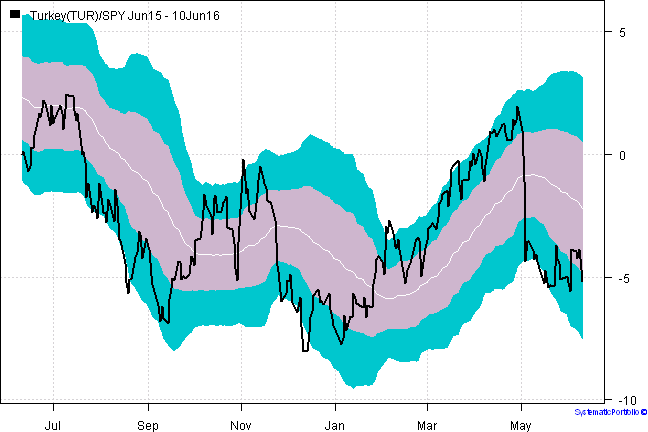 Turkey(TUR)/SPY Jun15 - 10Jun16
5
0
-5
-10
Jul Sep Nov Jan Mar May
SystematicPortfolio ©